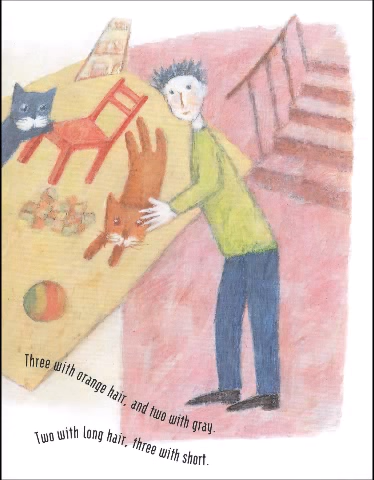 Three with orange hair, and two with gray.
Two with long hair, three with short.